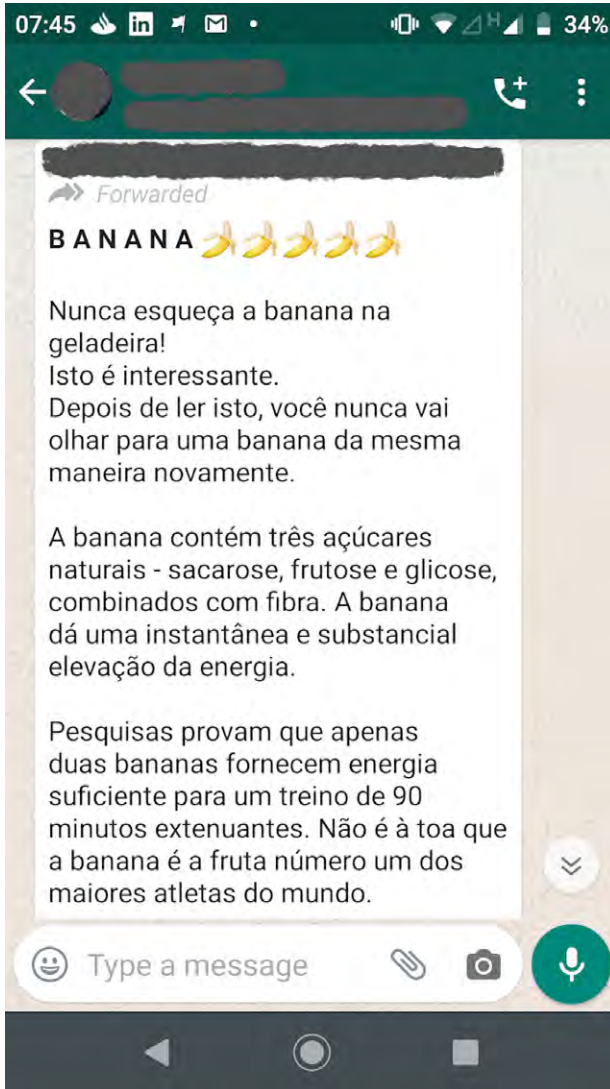 07:45
34%
Forwarded
B A N A N A🍌🍌🍌🍌🍌
Nunca esqueça a banana na
geladeira!
Isto é interessante.
Depois de ler isto, você nunca vai
olhar para uma banana da mesma
maneira novamente.
A banana contém três açúcares
naturais - sacarose, frutose e glicose,
combinados com fibra. A banana
dá uma instantânea e substancial
elevação da energia.
Pesquisas provam que apenas
duas bananas fornecem energia
suficiente para um treino de 90
minutos extenuantes. Não é à toa que
a banana é a fruta número um dos
maiores atletas do mundo.
Type a message